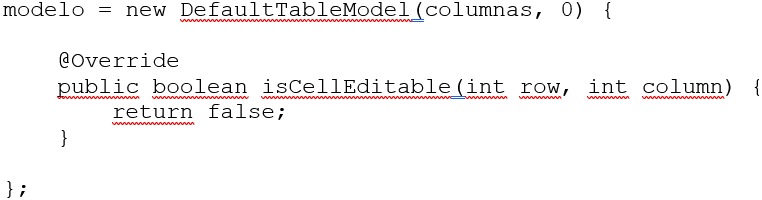 modelo = new DefaultTableModel(columnas, 0) {
@Override
public boolean isCellEditable(int row, int column) {
return false;
}
};